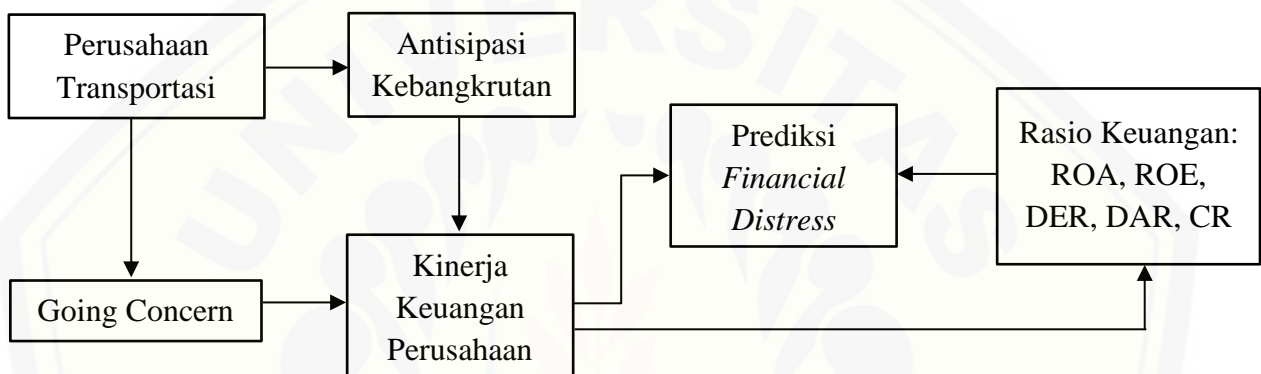 Perusahaan
Transportasi
Antisipasi
Kebangkrutan
Prediksi
Financial
Distress
Rasio Keuangan:
ROA, ROE,
DER, DAR, CR
Going Concern
Kinerja
Keuangan
Perusahaan
UNIVERSITAS